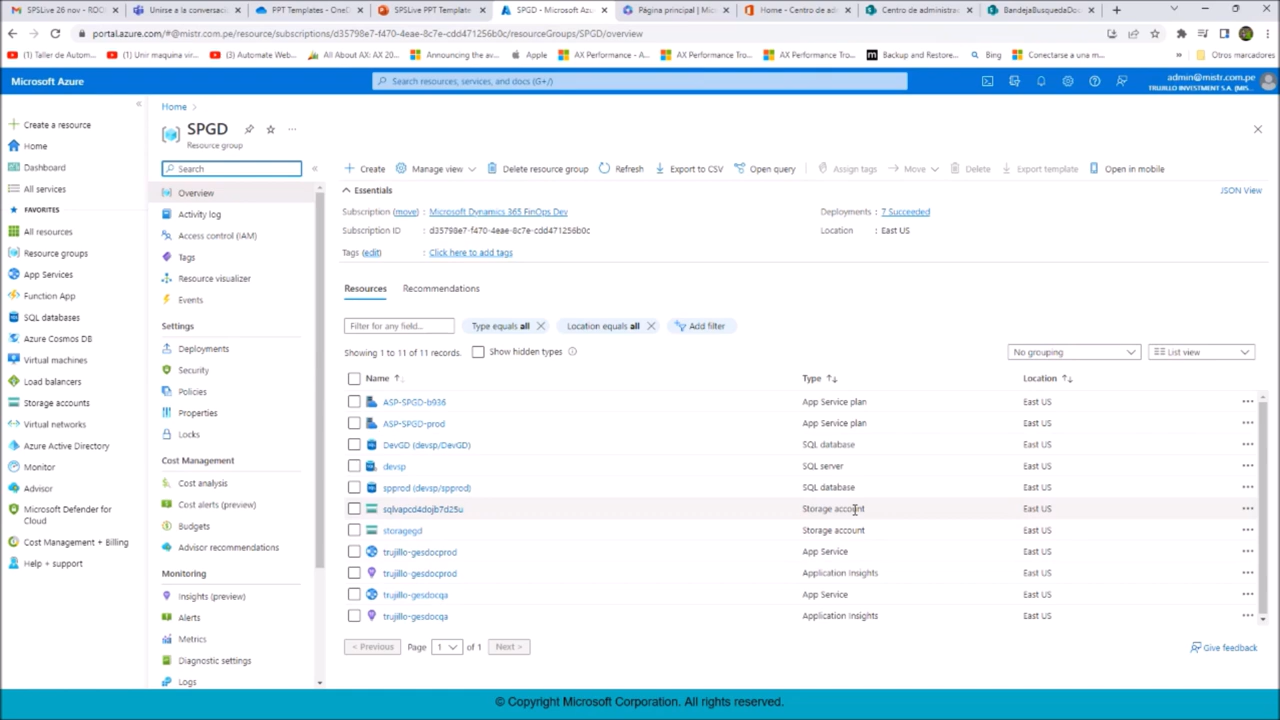 SPSLive 26 nov - RO
Unirse a la conversac
PPT Templates - OneD
SPSLive PPT Template
SPGD - Microsoft Azu
Página principal | Mic
Home - Centro de ad
Centro de administrac
BandejaBusquedaDoc
portal.azure.com/#@mistr.com.pe/resource/subscriptions/d35798e7-f470-4eae-8c7e-cdd471256b0c/resourceGroups/SPGD/overview
(1) Taller de Automat...
(1) Unir maquina vir...
(3) Automate Web...
All About AX: AX 20...
Announcing the av...
Apple
AX Performance - A...
AX Performance Tro...
AX Performance Tro...
Backup and Restore...
Bing
Conectarse a una m...
»
Otros marcadores
Microsoft Azure
Search resources, services, and docs (G+/)
admin@mistr.com.pe
TRUJILLO INVESTMENT S.A. (MIS...
Create a resource
Home
Dashboard
All services
FAVORITES
All resources
Resource groups
App Services
Function App
SQL databases
Azure Cosmos DB
Virtual machines
Load balancers
Storage accounts
Virtual networks
Azure Active Directory
Monitor
Advisor
Microsoft Defender for
Cloud
Cost Management + Billing
Help + support
Home
SPGD
Resource group
Search
Overview
Activity log
Access control (IAM)
Tags
Resource visualizer
Events
Settings
Deployments
Security
Policies
Properties
Locks
Cost Management
Cost analysis
Cost alerts (preview)
Budgets
Advisor recommendations
Monitoring
Insights (preview)
Alerts
Metrics
Diagnostic settings
Logs
Create Manage view Delete resource group Refresh Export to CSV Open query Assign tags Move Delete Export template Open in mobile
Essentials
JSON View
Subscription (move) : Microsoft Dynamics 365 FinOps Dev
Deployments : 7 Succeeded
Subscription ID : d35798e7-f470-4eae-8c7e-cdd471256b0c
Location : East US
Tags (edit) : Click here to add tags
Resources Recommendations
Filter for any field... Type equals all Location equals all Add filter
Showing 1 to 11 of 11 records. Show hidden types No grouping List view
Name Type Location
ASP-SPGD-b936 App Service plan East US
ASP-SPGD-prod App Service plan East US
DevGD (devsp/DevGD) SQL database East US
devsp SQL server East US
spprod (devsp/spprod) SQL database East US
sqlvapcd4dojb7d25u Storage account East US
storagegd Storage account East US
trujillo-gesdocprod App Service East US
trujillo-gesdocprod Application Insights East US
trujillo-gesdocqa App Service East US
trujillo-gesdocqa Application Insights East US
< Previous Page 1 of 1 Next >
Give feedback
© Copyright Microsoft Corporation. All rights reserved.